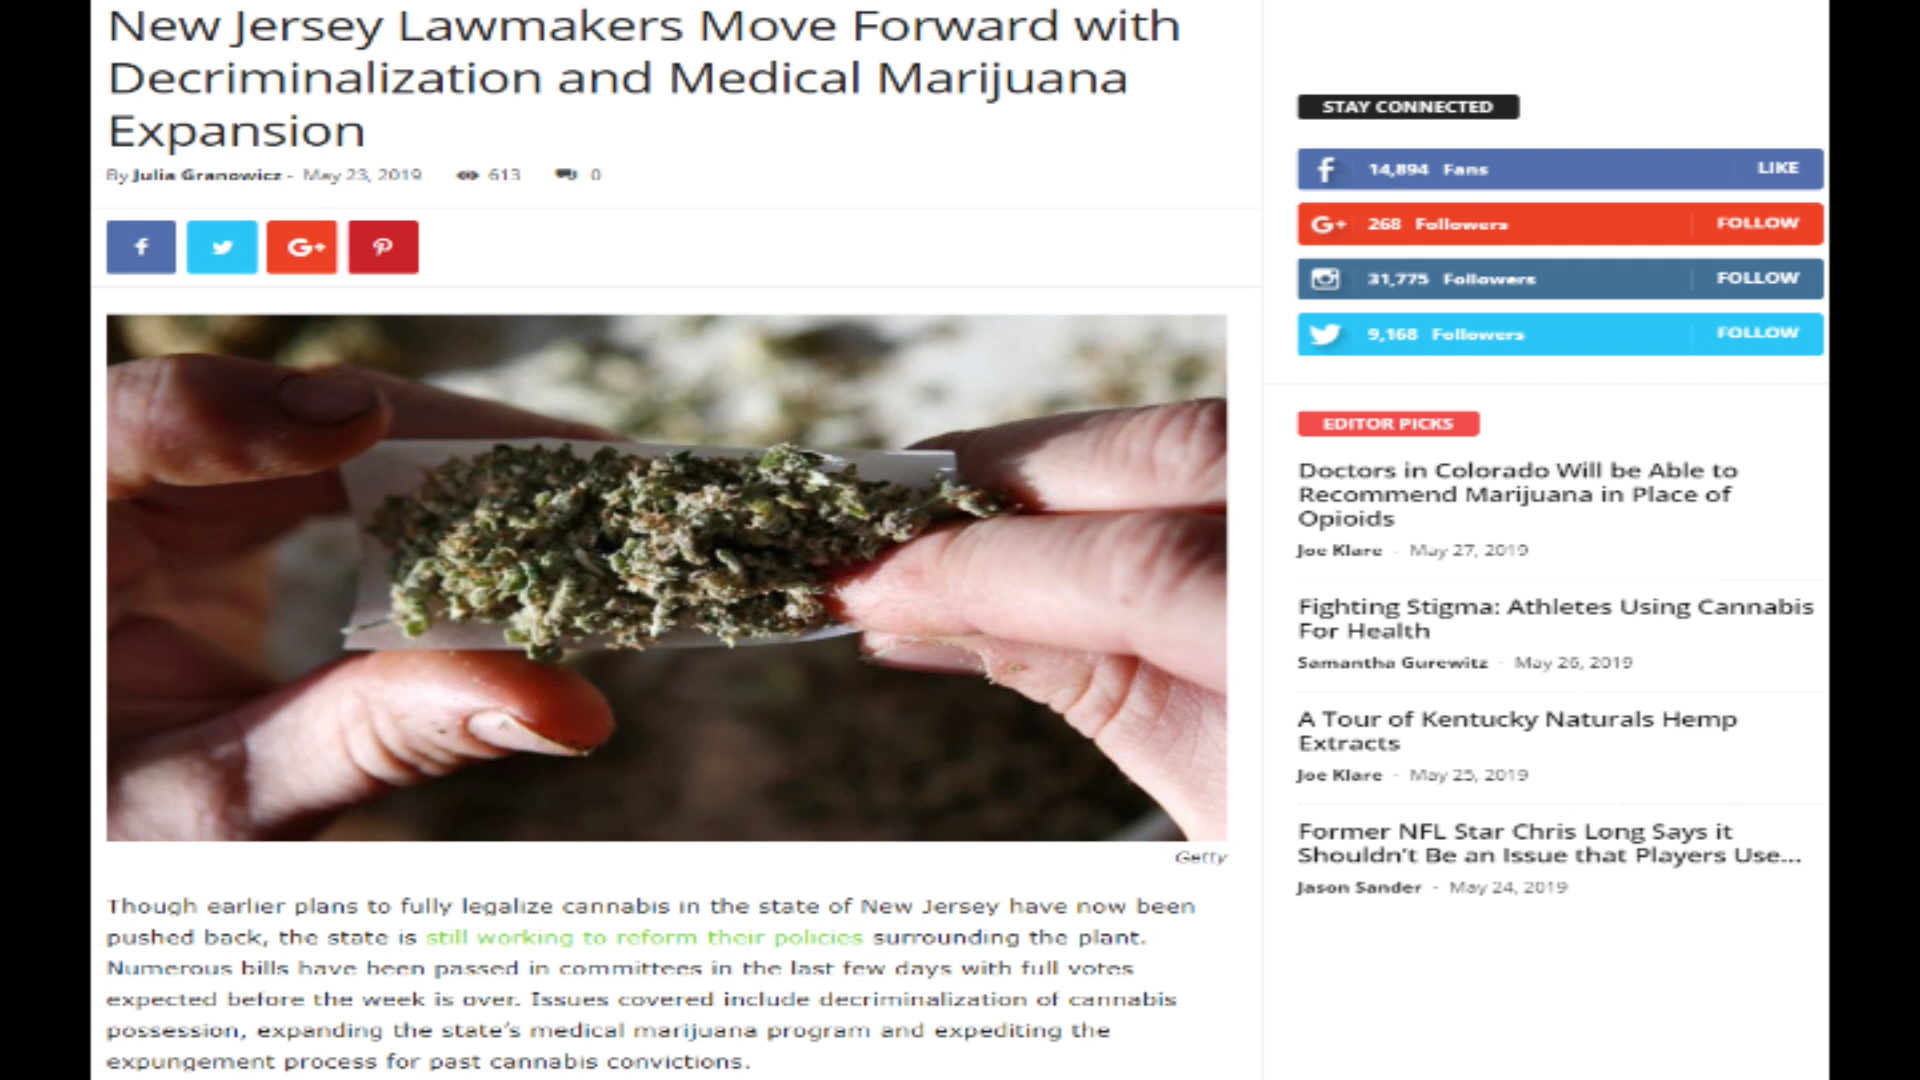 New Jersey Lawmakers Move Forward with
Decriminalization and Medical Marijuana
Expansion
By Julia Granowicz - May 23, 2019 613 0
f G+
Getty
Though earlier plans to fully legalize cannabis in the state of New Jersey have now been
pushed back, the state is still working to reform their policies surrounding the plant.
Numerous bills have been passed in committees in the last few days with full votes
expected before the week is over. Issues covered include decriminalization of cannabis
possession, expanding the state's medical marijuana program and expediting the
expungement process for past cannabis convictions.
STAY CONNECTED
f 14,894 Fans LIKE
G+ 268 Followers FOLLOW
31,775 Followers FOLLOW
9,168 Followers FOLLOW
EDITOR PICKS
Doctors in Colorado Will be Able to
Recommend Marijuana in Place of
Opioids
Joe Klare - May 27, 2019
Fighting Stigma: Athletes Using Cannabis
For Health
Samantha Gurewitz - May 26, 2019
A Tour of Kentucky Naturals Hemp
Extracts
Joe Klare - May 25, 2019
Former NFL Star Chris Long Says it
Shouldn't Be an Issue that Players Use...
Jason Sander - May 24, 2019